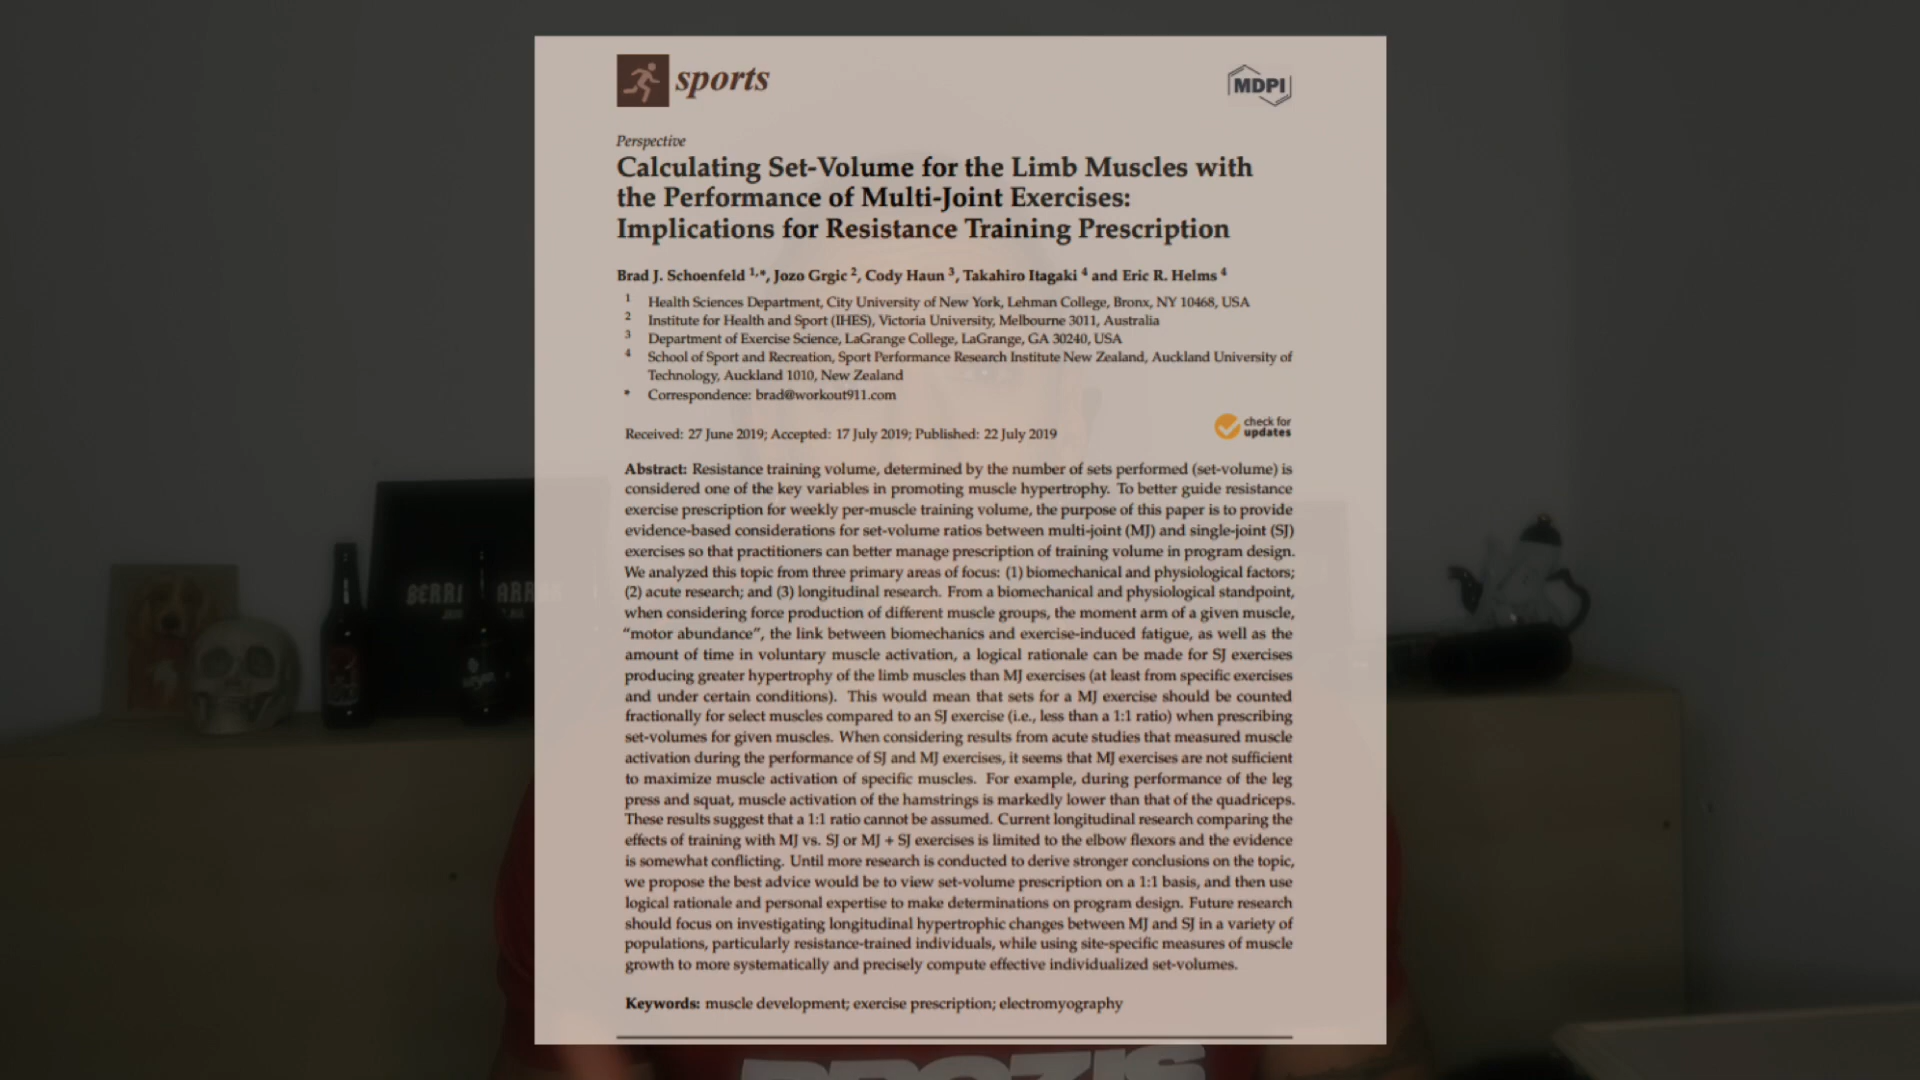 sports
MDPI
Perspective
Calculating Set-Volume for the Limb Muscles with
the Performance of Multi-Joint Exercises:
Implications for Resistance Training Prescription
Brad J. Schoenfeld 1,*, Jozo Grgic 2, Cody Haun 3, Takahiro Itagaki 4 and Eric R. Helms 4
1 Health Sciences Department, City University of New York, Lehman College, Bronx, NY 10468, USA
2 Institute for Health and Sport (IHES), Victoria University, Melbourne 3011, Australia
3 Department of Exercise Science, LaGrange College, LaGrange, GA 30240, USA
4 School of Sport and Recreation, Sport Performance Research Institute New Zealand, Auckland University of
Technology, Auckland 1010, New Zealand
* Correspondence: brad@workout911.com
check for
updates
Received: 27 June 2019; Accepted: 17 July 2019; Published: 22 July 2019
Abstract: Resistance training volume, determined by the number of sets performed (set-volume) is
considered one of the key variables in promoting muscle hypertrophy. To better guide resistance
exercise prescription for weekly per-muscle training volume, the purpose of this paper is to provide
evidence-based considerations for set-volume ratios between multi-joint (MJ) and single-joint (SJ)
exercises so that practitioners can better manage prescription of training volume in program design.
We analyzed this topic from three primary areas of focus: (1) biomechanical and physiological factors;
(2) acute research; and (3) longitudinal research. From a biomechanical and physiological standpoint,
when considering force production of different muscle groups, the moment arm of a given muscle,
"motor abundance", the link between biomechanics and exercise-induced fatigue, as well as the
amount of time in voluntary muscle activation, a logical rationale can be made for SJ exercises
producing greater hypertrophy of the limb muscles than MJ exercises (at least from specific exercises
and under certain conditions). This would mean that sets for a MJ exercise should be counted
fractionally for select muscles compared to an SJ exercise (i.e., less than a 1:1 ratio) when prescribing
set-volumes for given muscles. When considering results from acute studies that measured muscle
activation during the performance of SJ and MJ exercises, it seems that MJ exercises are not sufficient
to maximize muscle activation of specific muscles. For example, during performance of the leg
press and squat, muscle activation of the hamstrings is markedly lower than that of the quadriceps.
These results suggest that a 1:1 ratio cannot be assumed. Current longitudinal research comparing the
effects of training with MJ vs. SJ or MJ + SJ exercises is limited to the elbow flexors and the evidence
is somewhat conflicting. Until more research is conducted to derive stronger conclusions on the topic,
we propose the best advice would be to view set-volume prescription on a 1:1 basis, and then use
logical rationale and personal expertise to make determinations on program design. Future research
should focus on investigating longitudinal hypertrophic changes between MJ and SJ in a variety of
populations, particularly resistance-trained individuals, while using site-specific measures of muscle
growth to more systematically and precisely compute effective individualized set-volumes.
Keywords: muscle development; exercise prescription; electromyography
BERRI